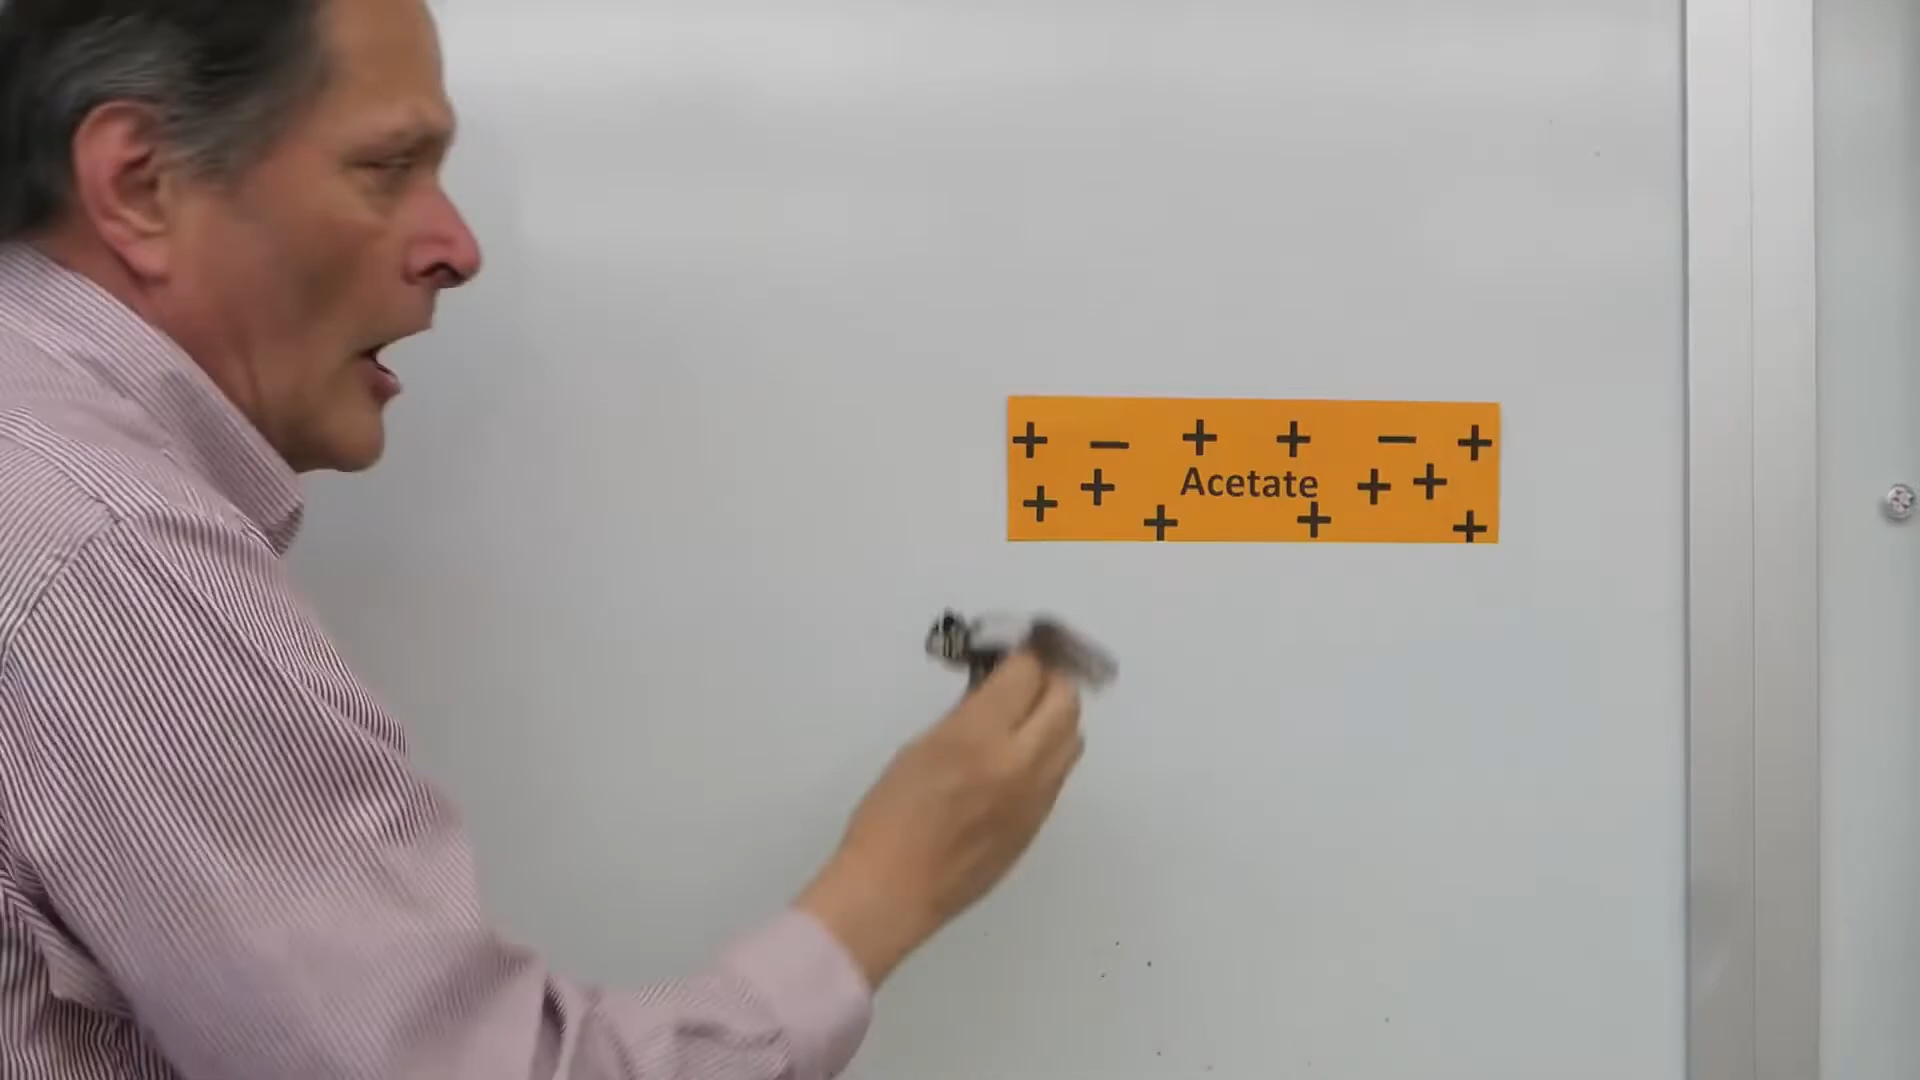 + − + + − +
+ + Acetate + +
+ + +